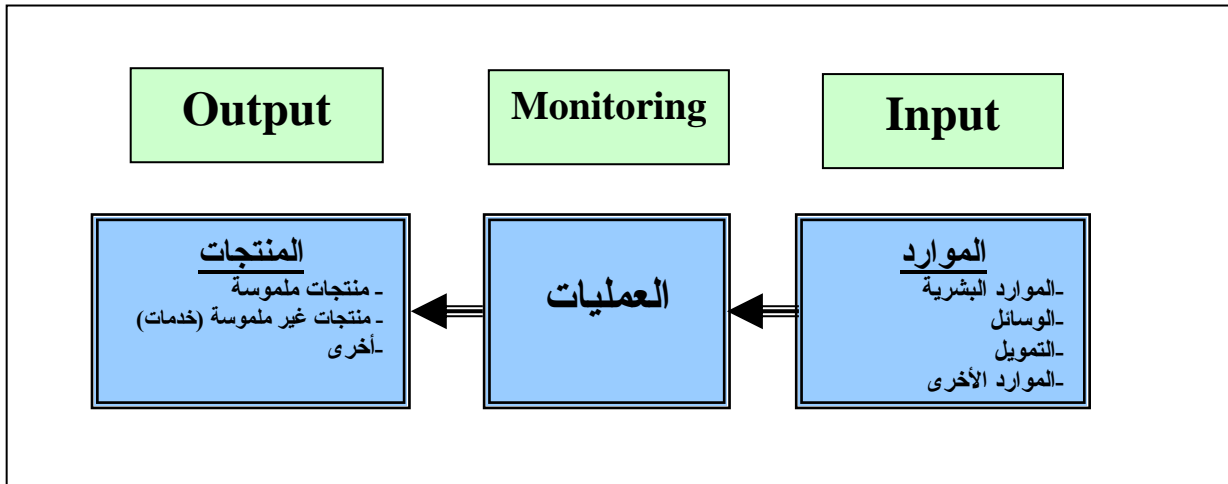 Input
Monitoring
Output
الموارد
-الموارد البشرية
-الوسائل
-التمويل
-الموارد الأخرى
العمليات
المنتجات
- منتجات ملموسة
- منتجات غير ملموسة (خدمات)
-أخرى